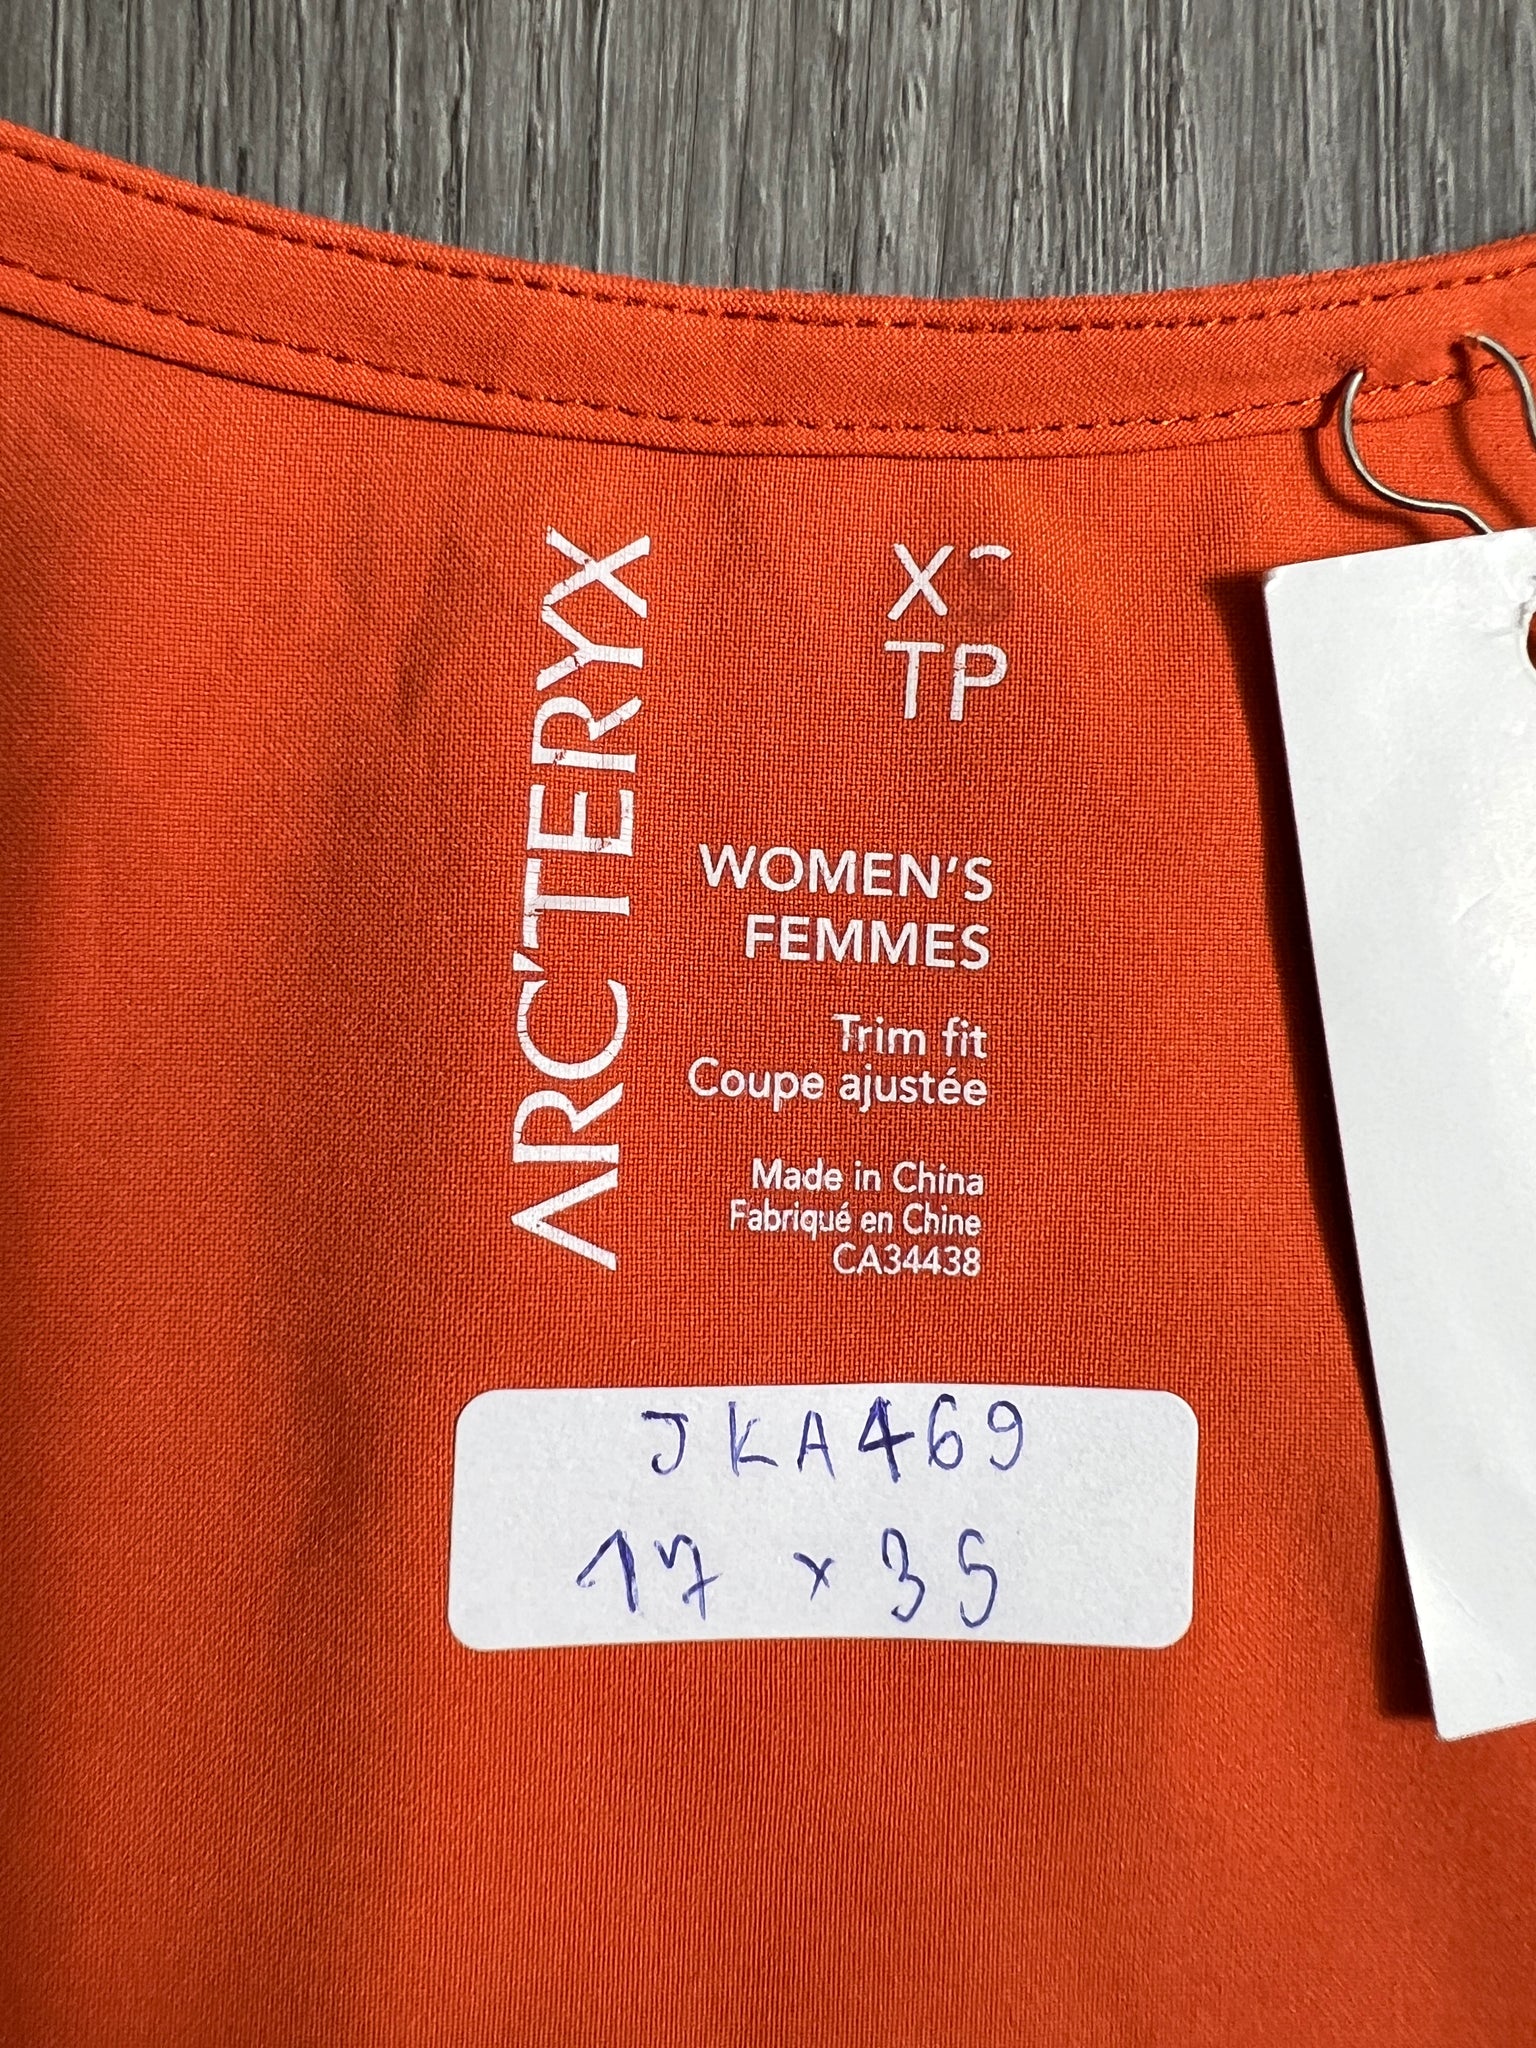 ARC'TERYX
XS
TP
WOMEN'S
FEMMES
Trim fit
Coupe ajustée
Made in China
Fabriqué en Chine
CA34438
JKA469
17 x 35